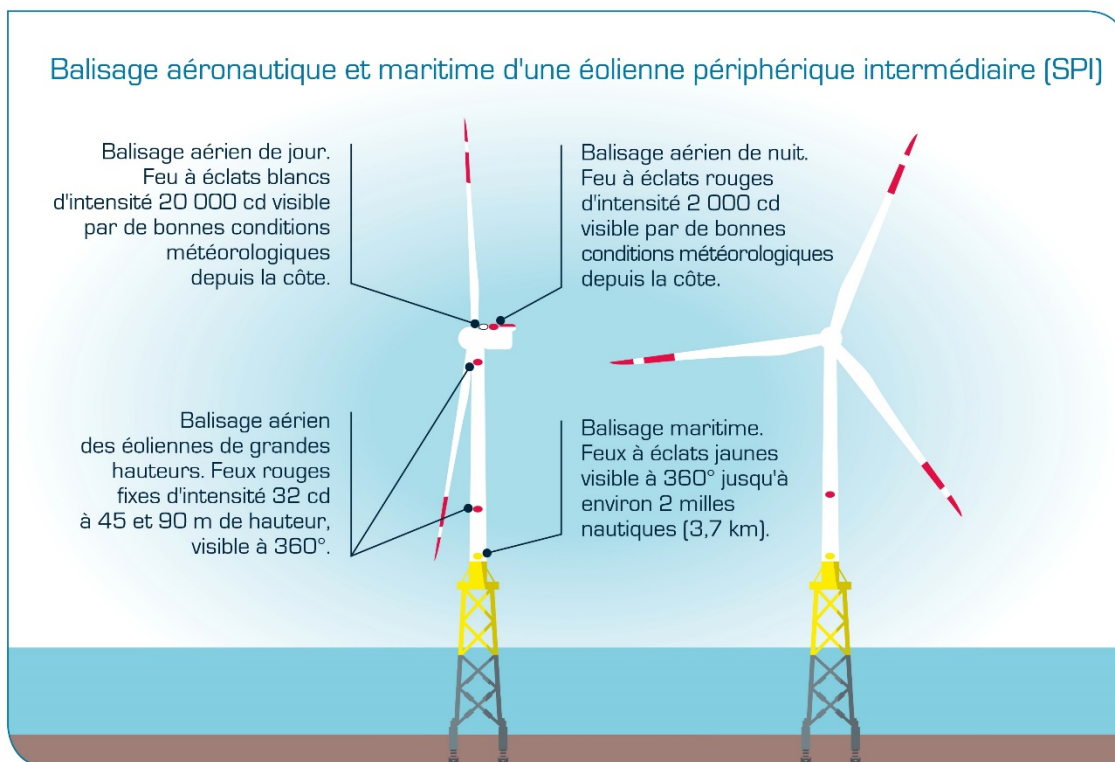 Balisage aéronautique et maritime d'une éolienne périphérique intermédiaire (SPI)
Balisage aérien de jour.
Feu à éclats blancs
d'intensité 20 000 cd visible
par de bonnes conditions
météorologiques
depuis la côte.
Balisage aérien de nuit.
Feu à éclats rouges
d'intensité 2 000 cd
visible par de bonnes
conditions météorologiques
depuis la côte.
Balisage aérien
des éoliennes de grandes
hauteurs. Feux rouges
fixes d'intensité 32 cd
à 45 et 90 m de hauteur,
visible à 360°.
Balisage maritime.
Feux à éclats jaunes
visible à 360° jusqu'à
environ 2 milles
nautiques (3,7 km).